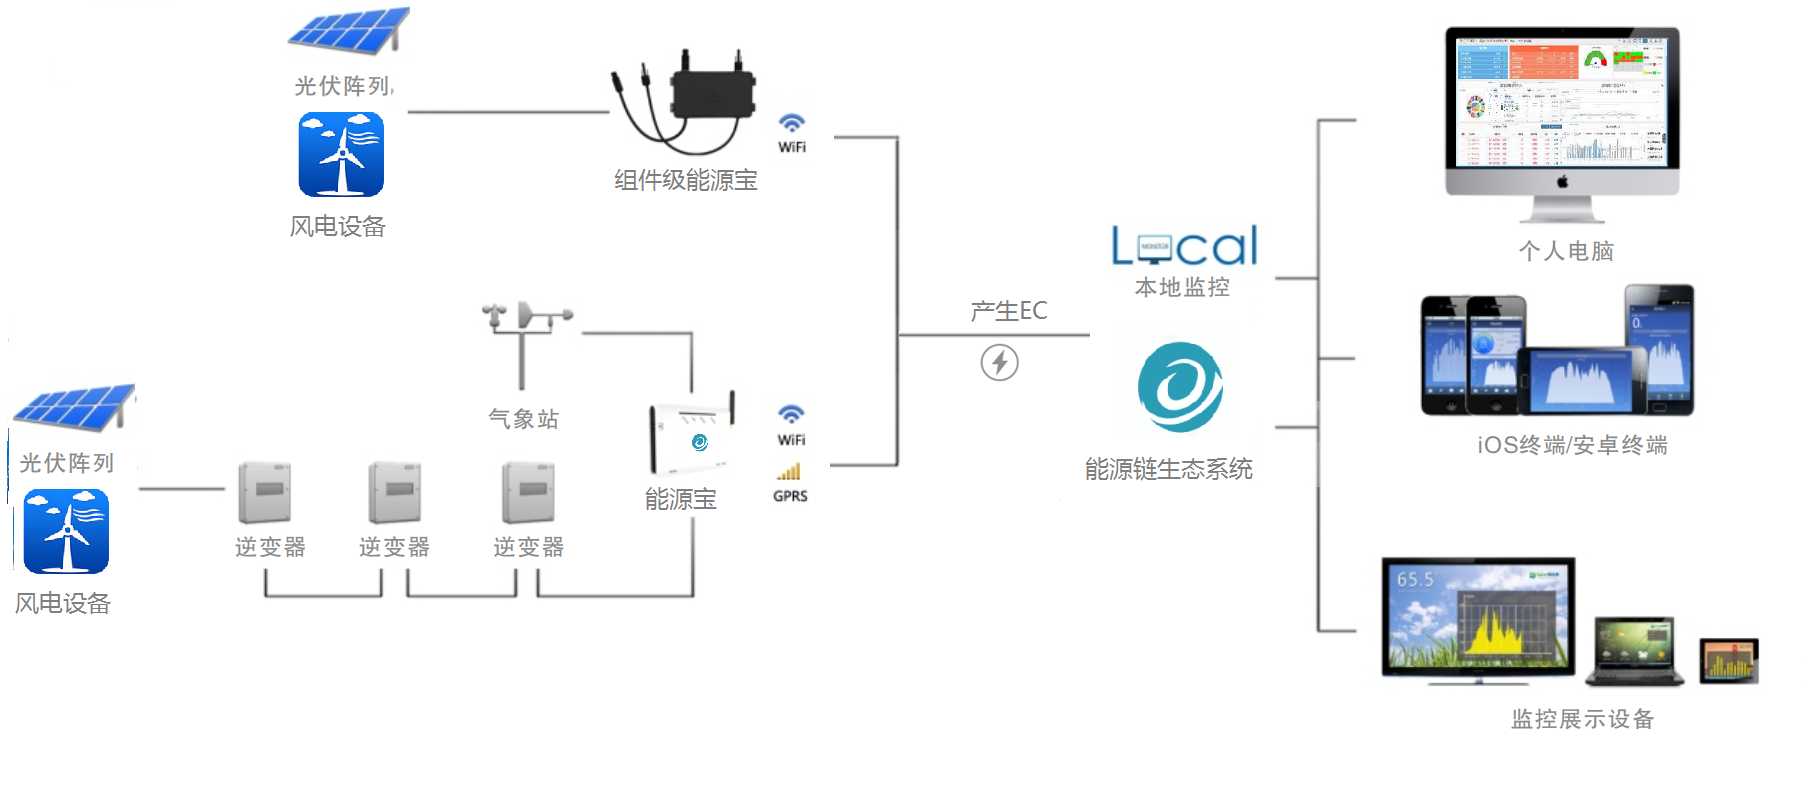 光伏阵列,
风电设备
组件级能源宝
WiFi
气象站
光伏阵列
风电设备
逆变器
逆变器
逆变器
能源宝
WiFi
GPRS
产生EC
Local
MONITOR
本地监控
能源链生态系统
个人电脑
0
iOS终端/安卓终端
65.5
监控展示设备